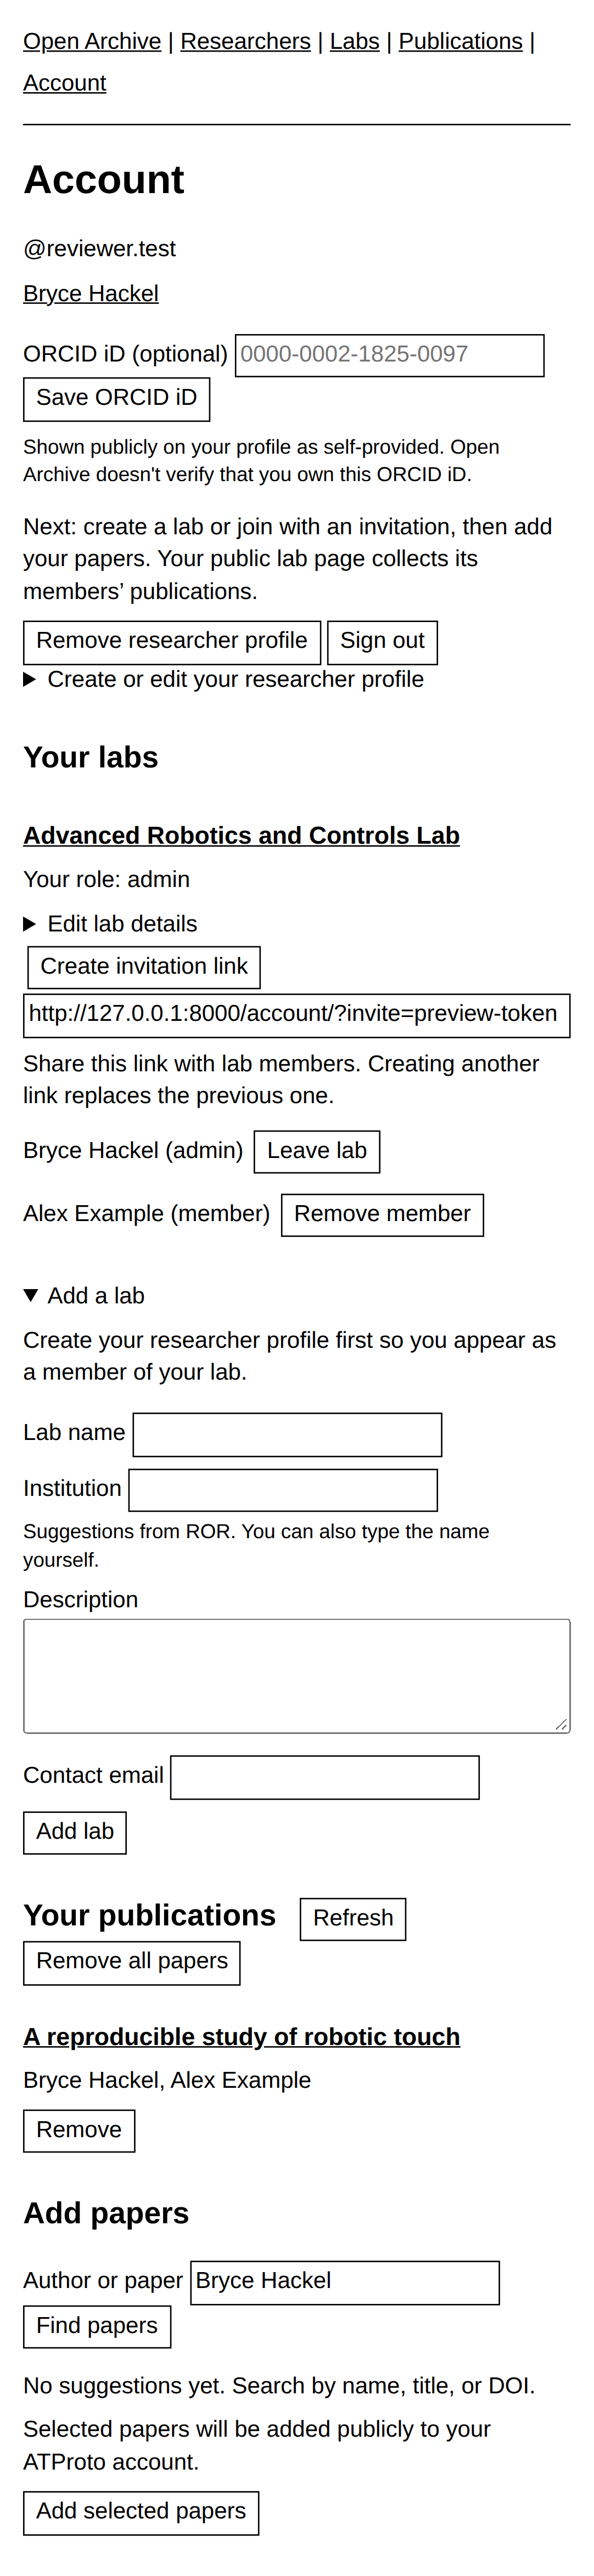 Open Archive | Researchers | Labs | Publications |
Account
Account
@reviewer.test
Bryce Hackel
ORCID iD (optional) 0000-0002-1825-0097
Save ORCID iD
Shown publicly on your profile as self-provided. Open
Archive doesn't verify that you own this ORCID iD.
Next: create a lab or join with an invitation, then add
your papers. Your public lab page collects its
members’ publications.
Remove researcher profile Sign out
Create or edit your researcher profile
Your labs
Advanced Robotics and Controls Lab
Your role: admin
Edit lab details
Create invitation link
http://127.0.0.1:8000/account/?invite=preview-token
Share this link with lab members. Creating another
link replaces the previous one.
Bryce Hackel (admin) Leave lab
Alex Example (member) Remove member
Add a lab
Create your researcher profile first so you appear as
a member of your lab.
Lab name
Institution
Suggestions from ROR. You can also type the name
yourself.
Description
Contact email
Add lab
Your publications Refresh
Remove all papers
A reproducible study of robotic touch
Bryce Hackel, Alex Example
Remove
Add papers
Author or paper Bryce Hackel
Find papers
No suggestions yet. Search by name, title, or DOI.
Selected papers will be added publicly to your
ATProto account.
Add selected papers